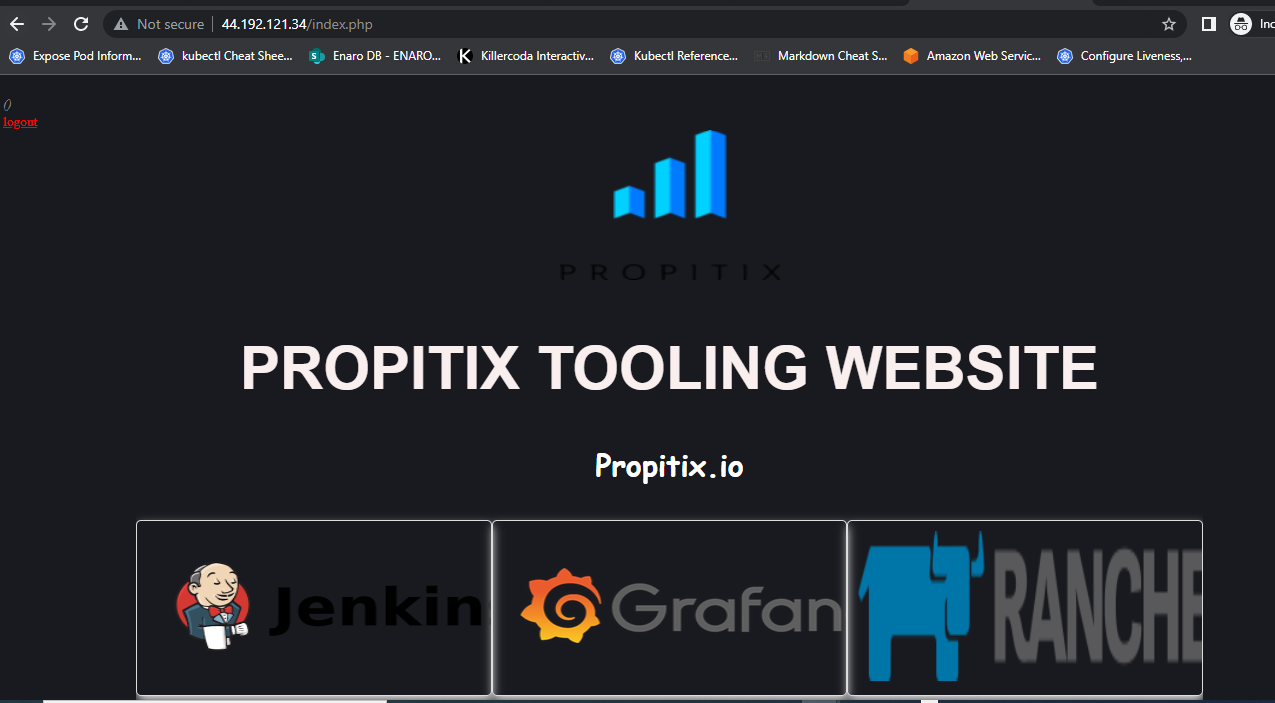 Not secure | 44.192.121.34/index.php
Inc
Expose Pod Inform... kubectl Cheat Shee... Enaro DB - ENARO... Killercoda Interactiv... Kubectl Reference... Markdown Cheat S... Amazon Web Servic... Configure Liveness,...
()
logout
PROPITIX
PROPITIX TOOLING WEBSITE
Propitix.io
Jenkin
Grafan
RANCHE